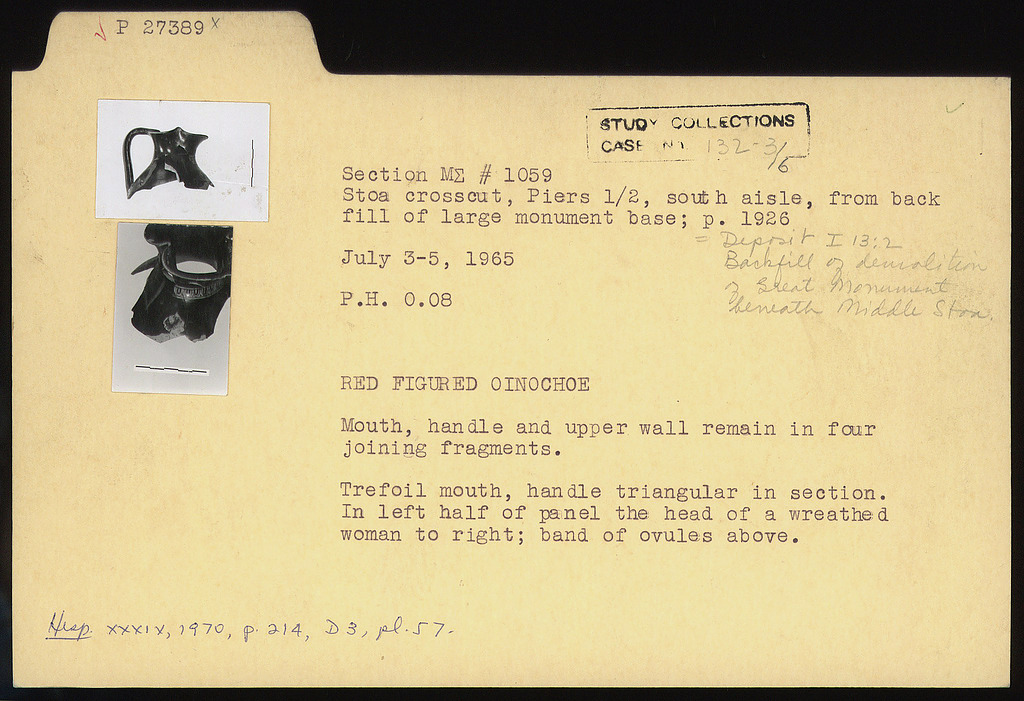 ✓ P 27389 x
STUDY COLLECTIONS
CASE NO. 132-3/5
Section ΜΣ # 1059
Stoa crosscut, Piers 1/2, south aisle, from back
fill of large monument base; p. 1926
= Deposit I 13:2
Backfill of demolition
of Great Monument
beneath Middle Stoa.
July 3-5, 1965
P.H. 0.08
RED FIGURED OINOCHOE
Mouth, handle and upper wall remain in four
joining fragments.
Trefoil mouth, handle triangular in section.
In left half of panel the head of a wreathed
woman to right; band of ovules above.
Hesp. XXXIX, 1970, p. 214, D3, pl. 57.